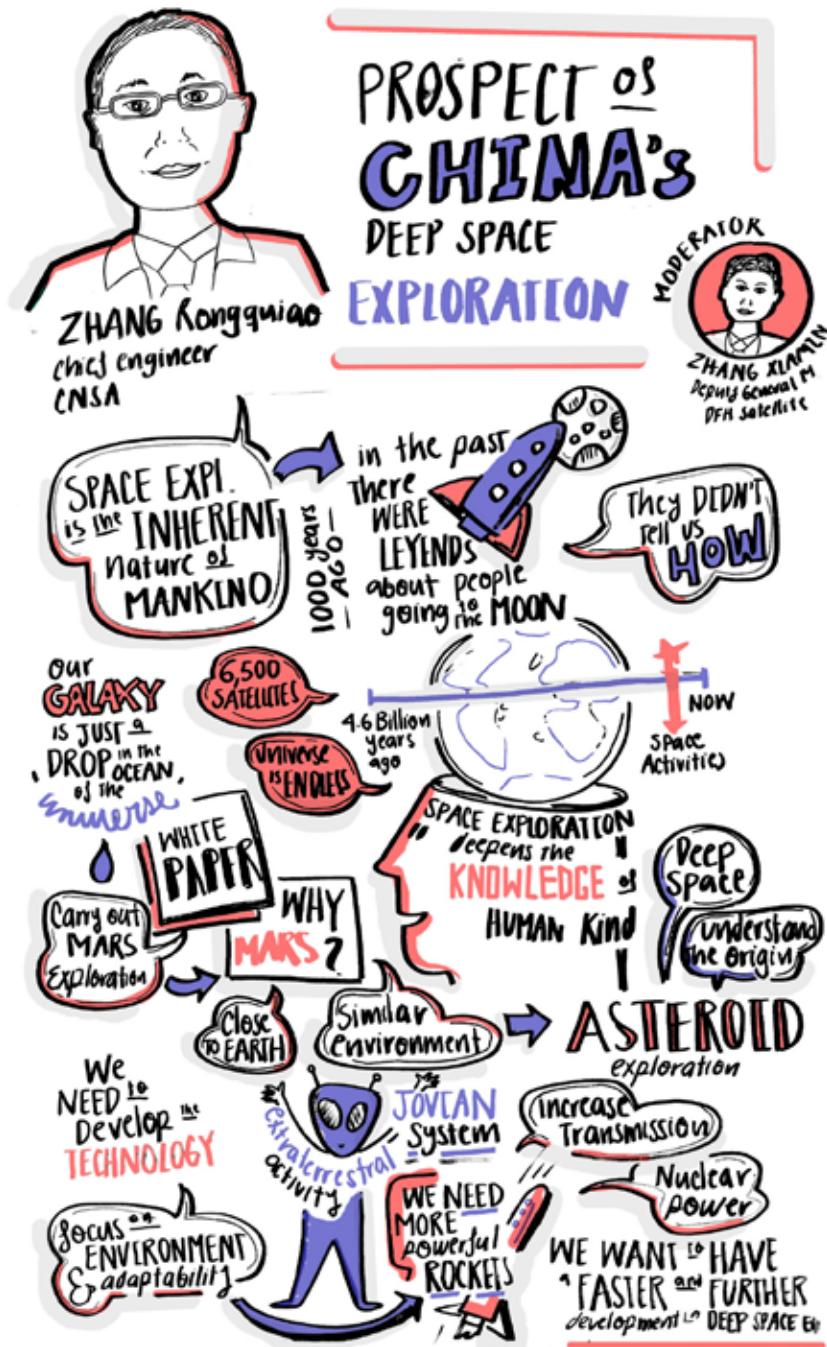 PROSPECT of
CHINA's
DEEP SPACE
EXPLORATION
ZHANG Rongquiao
chief engineer
CNSA
MODERATOR
ZHANG XIAMIN
Deputy General M
DFH Satellite
SPACE EXPL.
is the INHERENT
nature of
MANKIND
1000 years
AGO
in the past
There
WERE
LEYENDS
about people
going to the MOON
They DIDN'T
Tell us
HOW
our
GALAXY
IS JUST a
DROP in the
OCEAN
of the
universe
6,500
SATELLITES
Universe
is ENDLESS
4.6 Billion
years
ago
NOW
Space
Activities
WHITE
PAPER
Carry out
MARS
Exploration
WHY
MARS?
SPACE EXPLORATION
deepens the
KNOWLEDGE of
HUMAN Kind
Deep
space
understand
the origin
Close
TO EARTH
Similar
environment
ASTEROID
exploration
We
NEED to
Develop the
TECHNOLOGY
extraterrestral
activity
JOVIAN
System
Increase
Transmission
Nuclear
power
focus on
ENVIRONMENT
& adaptability
WE NEED
MORE
powerful
ROCKETS
WE WANT to HAVE
a FASTER and FURTHER
development in DEEP SPACE